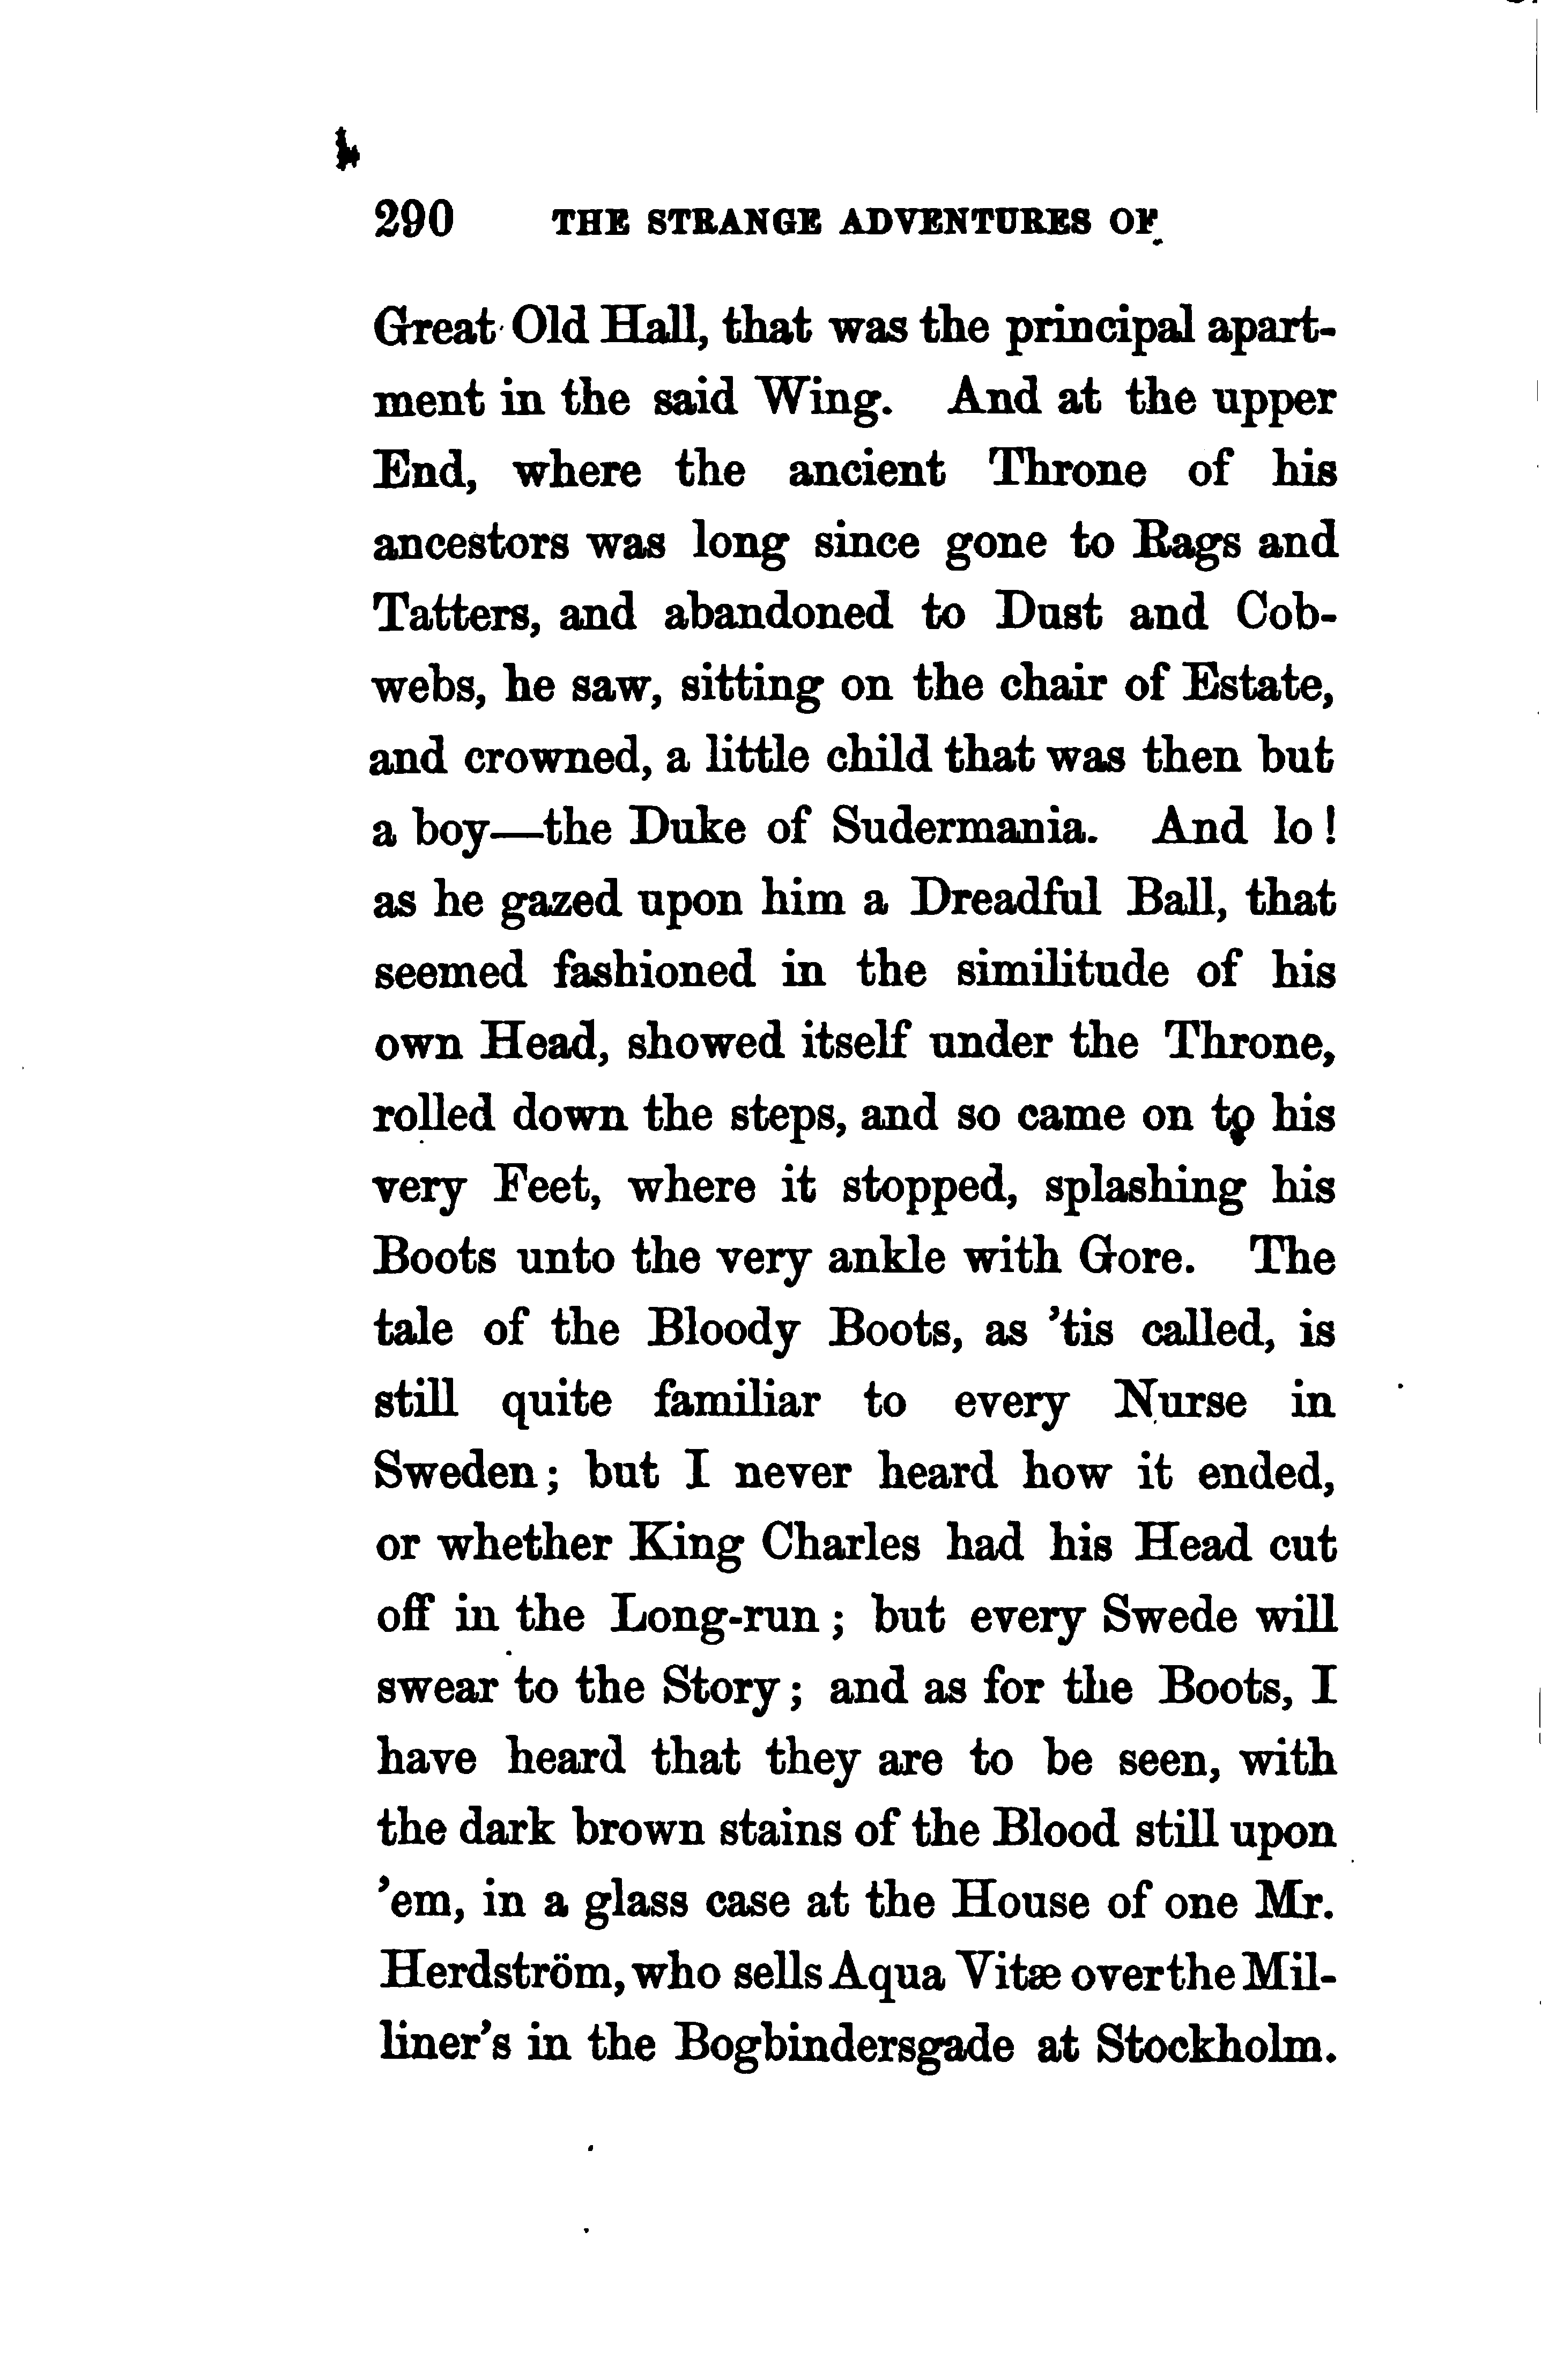 290 THE STRANGE ADVENTURES OF
Great Old Hall, that was the principal apart-
ment in the said Wing. And at the upper
End, where the ancient Throne of his
ancestors was long since gone to Rags and
Tatters, and abandoned to Dust and Cob-
webs, he saw, sitting on the chair of Estate,
and crowned, a little child that was then but
a boy—the Duke of Sudermania. And lo!
as he gazed upon him a Dreadful Ball, that
seemed fashioned in the similitude of his
own Head, showed itself under the Throne,
rolled down the steps, and so came on to his
very Feet, where it stopped, splashing his
Boots unto the very ankle with Gore. The
tale of the Bloody Boots, as ’tis called, is
still quite familiar to every Nurse in
Sweden; but I never heard how it ended,
or whether King Charles had his Head cut
off in the Long-run; but every Swede will
swear to the Story; and as for the Boots, I
have heard that they are to be seen, with
the dark brown stains of the Blood still upon
’em, in a glass case at the House of one Mr.
Herdström, who sells Aqua Vitæ over the Mil-
liner’s in the Bogbindersgade at Stockholm.